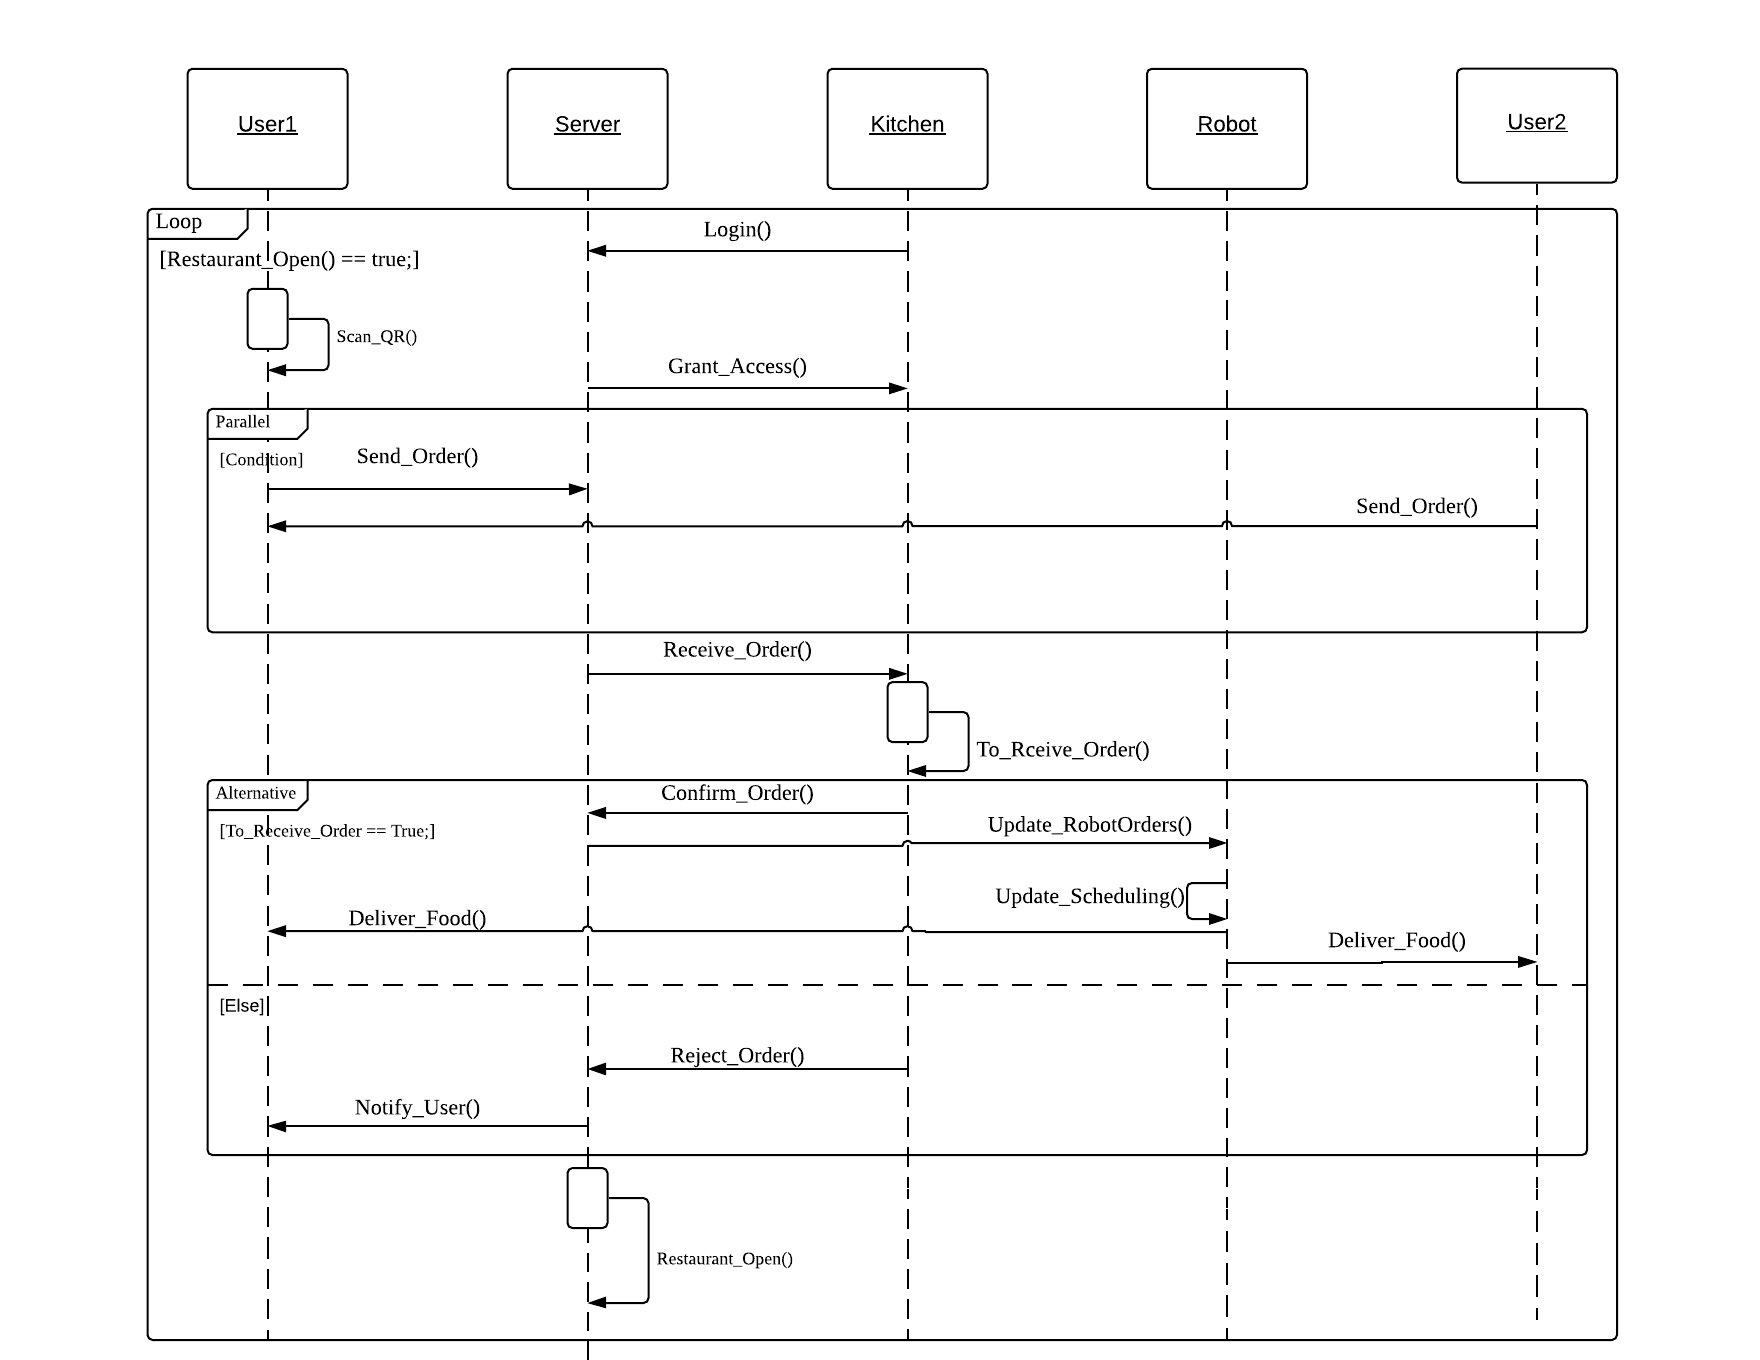 User1
Server
Kitchen
Robot
User2
Loop
Login()
[Restaurant_Open() == true;]
Scan_QR()
Grant_Access()
Parallel
[Condition]
Send_Order()
Send_Order()
Receive_Order()
To_Rceive_Order()
Alternative
Confirm_Order()
[To_Receive_Order == True;]
Update_RobotOrders()
Update_Scheduling()
Deliver_Food()
Deliver_Food()
[Else]
Reject_Order()
Notify_User()
Restaurant_Open()